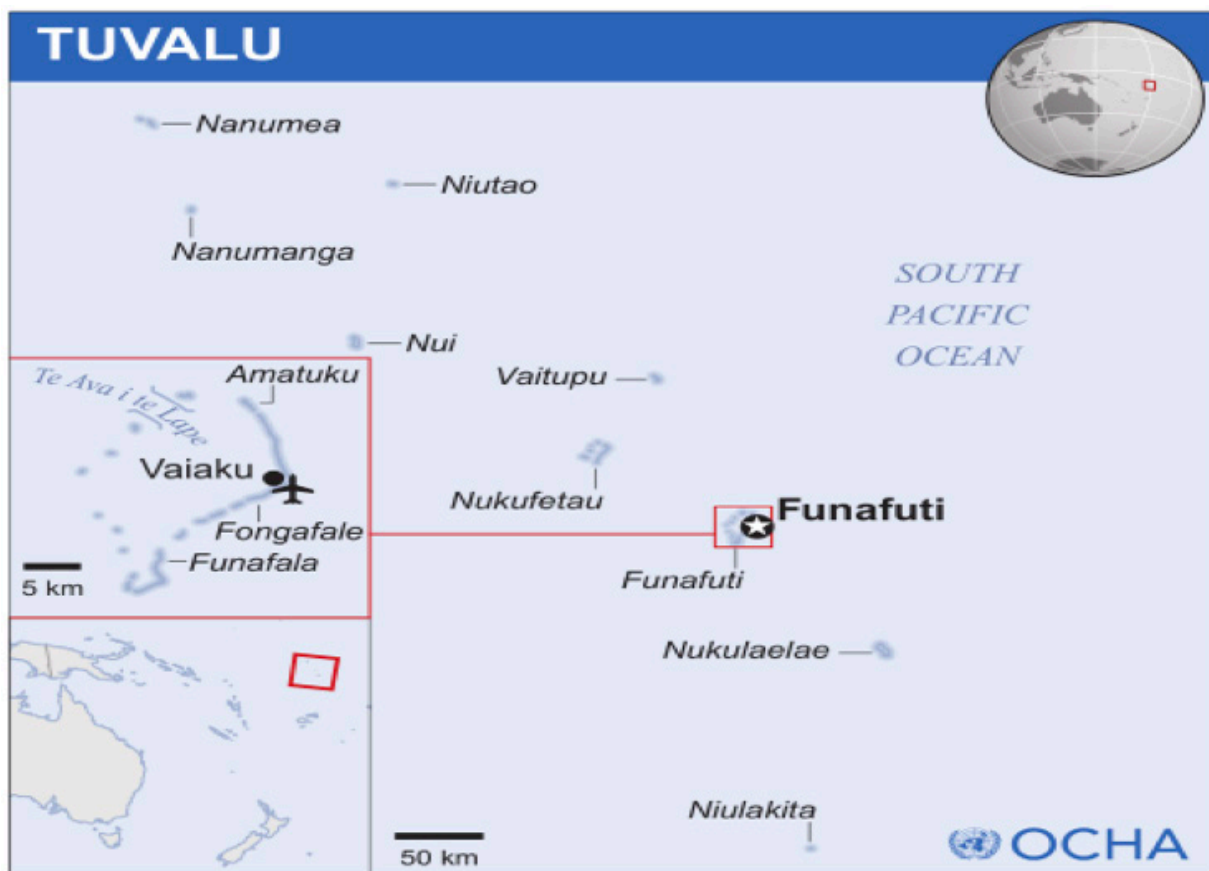 TUVALU
Nanumea
Niutao
Nanumanga
SOUTH
PACIFIC
OCEAN
Nui
Vaitupu
Amatuku
Te Ava i te Lape
Vaiaku
Nukufetau
Funafuti
Fongafale
Funafala
5 km
Funafuti
Nukulaelae
Niulakita
50 km
OCHA